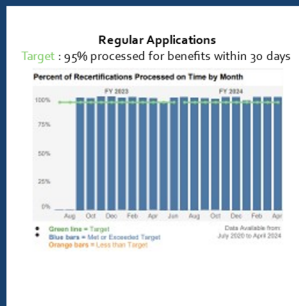 Regular Applications
Target : 95% processed for benefits within 30 days
Percent of Recertifications Processed on Time by Month
FY 2023 FY 2024
100%
75%
50%
25%
0%
Aug Oct Dec Feb Apr Jun Aug Oct Dec Feb Apr
Green line = Target
Blue bars = Met or Exceeded Target
Orange bars = Less than Target
Data Available from:
July 2020 to April 2024